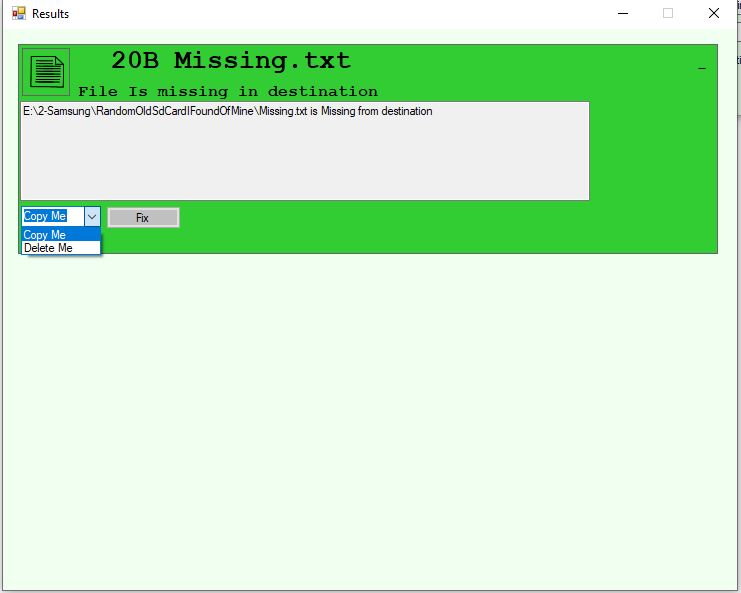 Results
20B Missing.txt
File Is missing in destination
E:\2-Samsung\RandomOldSdCardIFoundOfMine\Missing.txt is Missing from destination
Copy Me
Fix
Copy Me
Delete Me